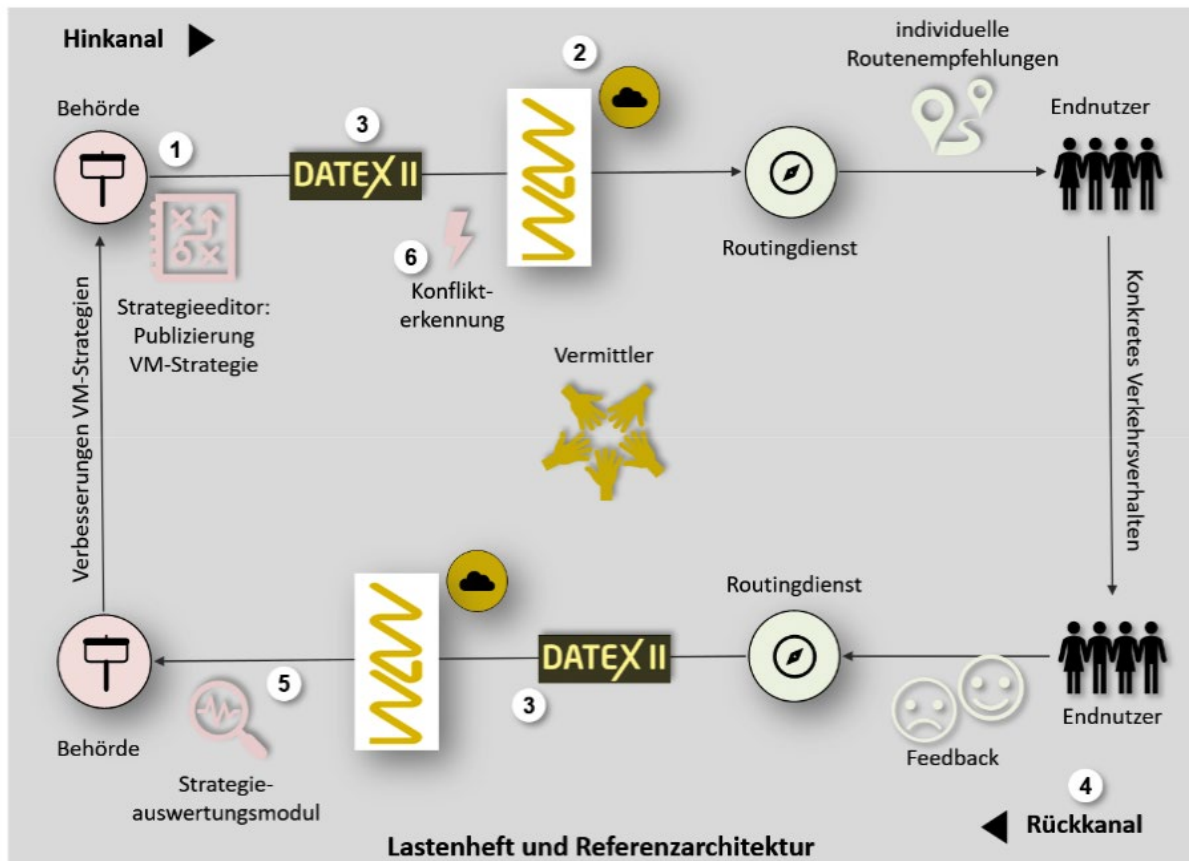 Hinkanal
2
individuelle
Routenempfehlungen
Behörde
3
Endnutzer
1
DATEX II
Routingdienst
6
Konflikt-
erkennung
Strategieeditor:
Publizierung
VM-Strategie
Verbesserungen VM-Strategien
Konkretes Verkehrsverhalten
Vermittler
Routingdienst
DATEX II
5
3
Behörde
Endnutzer
Feedback
Strategie-
auswertungsmodul
4
Rückkanal
Lastenheft und Referenzarchitektur